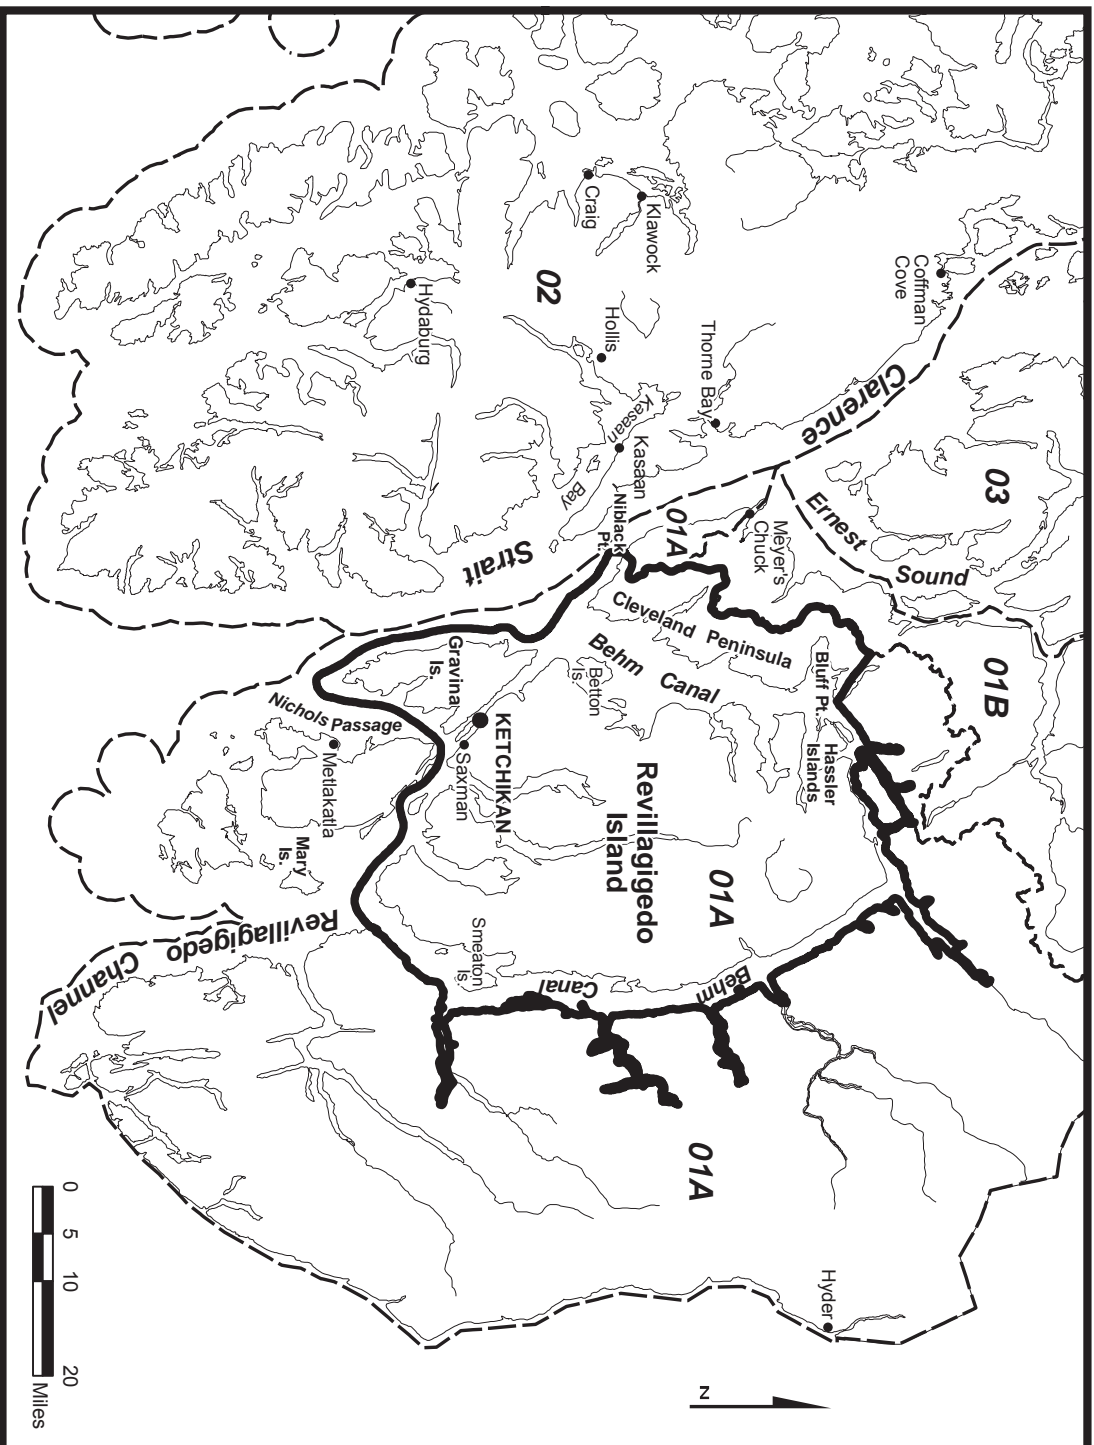 Coffman
Cove
Craig
Klawock
02
Hydaburg
Hollis
Thorne Bay
Clarence
Kasaan
Bay
Kasaan
Niblack
Pt.
Strait
03
Ernest
Sound
01A
Meyer's
Chuck
Cleveland Peninsula
Behm Canal
Betton
Is.
Bluff Pt.
01B
Hassler
Islands
Gravina
Is.
Nichols Passage
KETCHIKAN
Saxman
Metlakatla
Mary
Is.
Revillagigedo
Island
01A
Smeaton
Is.
Behm
Canal
Revillagigedo
Channel
01A
Hyder
0 5 10 20
Miles
N